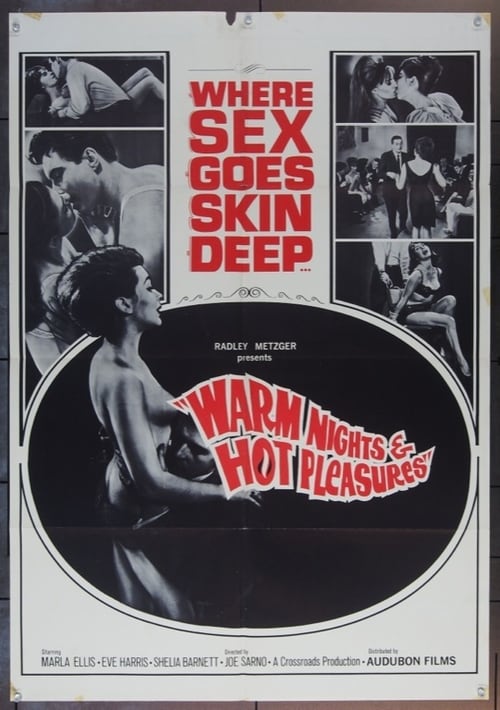 WHERE
SEX
GOES
SKIN
DEEP...
RADLEY METZGER
presents
"WARM NIGHTS &
HOT PLEASURES"
Starring
MARLA ELLIS • EVE HARRIS • SHELIA BARNETT • Directed by JOE SARNO • A Crossroads Production • Distributed by AUDUBON FILMS